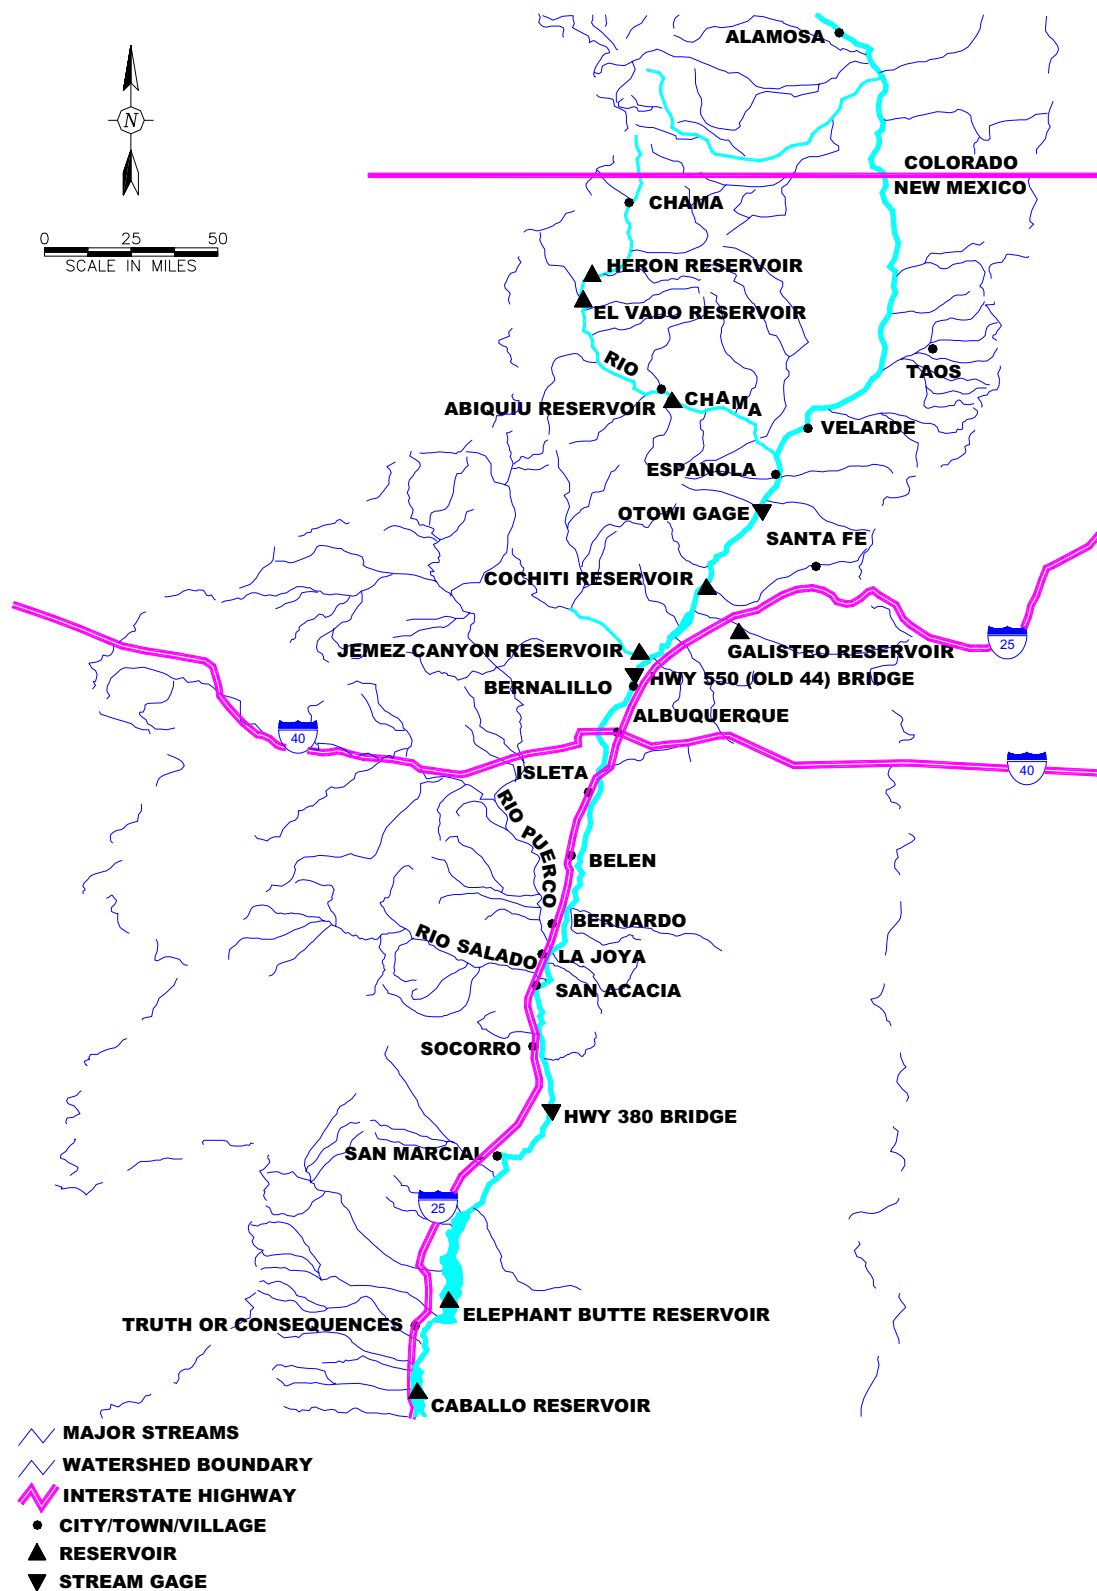 ALAMOSA
N
COLORADO
NEW MEXICO
CHAMA
0 25 50
SCALE IN MILES
HERON RESERVOIR
EL VADO RESERVOIR
RIO CHAMA
TAOS
ABIQUIU RESERVOIR
VELARDE
ESPANOLA
OTOWI GAGE
SANTA FE
COCHITI RESERVOIR
25
JEMEZ CANYON RESERVOIR
GALISTEO RESERVOIR
HWY 550 (OLD 44) BRIDGE
BERNALILLO
ALBUQUERQUE
40
40
ISLETA
RIO PUERCO
BELEN
BERNARDO
RIO SALADO
LA JOYA
SAN ACACIA
SOCORRO
HWY 380 BRIDGE
SAN MARCIAL
25
ELEPHANT BUTTE RESERVOIR
TRUTH OR CONSEQUENCES
CABALLO RESERVOIR
MAJOR STREAMS
WATERSHED BOUNDARY
INTERSTATE HIGHWAY
CITY/TOWN/VILLAGE
RESERVOIR
STREAM GAGE